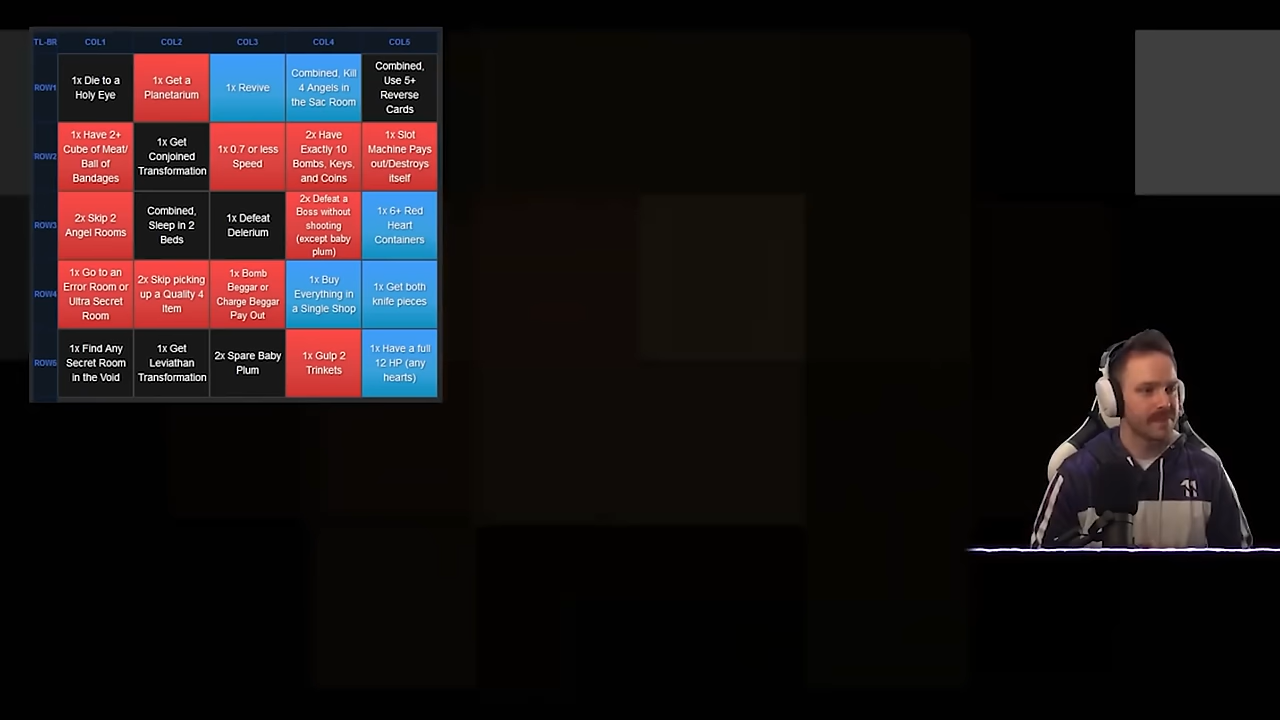 TL-BR COL1 COL2 COL3 COL4 COL5
ROW1
1x Die to a
Holy Eye
1x Get a
Planetarium
1x Revive
Combined, Kill
4 Angels in
the Sac Room
Combined,
Use 5+
Reverse
Cards
ROW2
1x Have 2+
Cube of Meat/
Ball of
Bandages
1x Get
Conjoined
Transformation
1x 0.7 or less
Speed
2x Have
Exactly 10
Bombs, Keys,
and Coins
1x Slot
Machine Pays
out/Destroys
itself
ROW3
2x Skip 2
Angel Rooms
Combined,
Sleep in 2
Beds
1x Defeat
Delerium
2x Defeat a
Boss without
shooting
(except baby
plum)
1x 6+ Red
Heart
Containers
ROW4
1x Go to an
Error Room or
Ultra Secret
Room
2x Skip picking
up a Quality 4
Item
1x Bomb
Beggar or
Charge Beggar
Pay Out
1x Buy
Everything in
a Single Shop
1x Get both
knife pieces
ROW5
1x Find Any
Secret Room
in the Void
1x Get
Leviathan
Transformation
2x Spare Baby
Plum
1x Gulp 2
Trinkets
1x Have a full
12 HP (any
hearts)